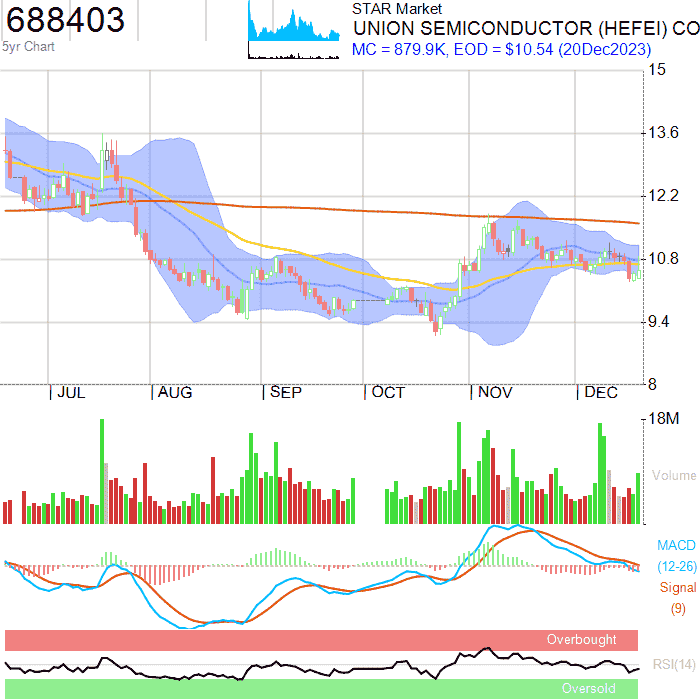 688403
5yr Chart
STAR Market
UNION SEMICONDUCTOR (HEFEI) CO
MC = 879.9K, EOD = $10.54 (20Dec2023)
15
13.6
12.2
10.8
9.4
8
JUL
AUG
SEP
OCT
NOV
DEC
18M
Volume
MACD
(12-26)
Signal
(9)
Overbought
RSI(14)
Oversold